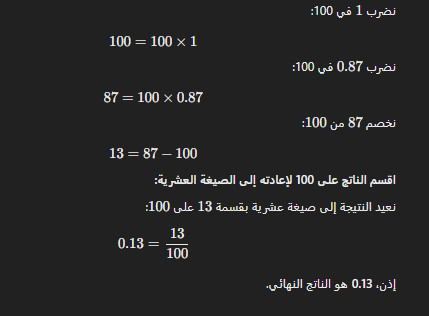 نضرب 1 في 100:
100 = 100 × 1
نضرب 0.87 في 100:
87 = 100 × 0.87
نخصم 87 من 100:
13 = 87 − 100
اقسم الناتج على 100 لإعادته إلى الصيغة العشرية:
نعيد النتيجة إلى صيغة عشرية بقسمة 13 على 100:
0.13 = 13/100
إذن، 0.13 هو الناتج النهائي.